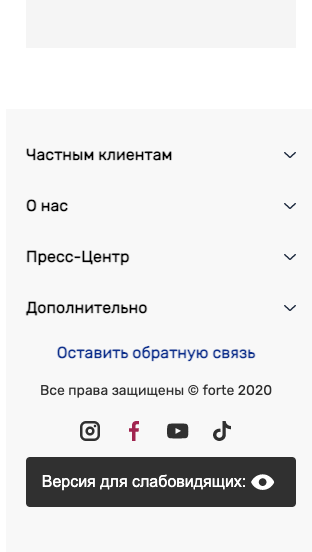 Частным клиентам
О нас
Пресс-Центр
Дополнительно
Оставить обратную связь
Все права защищены © forte 2020
Версия для слабовидящих: